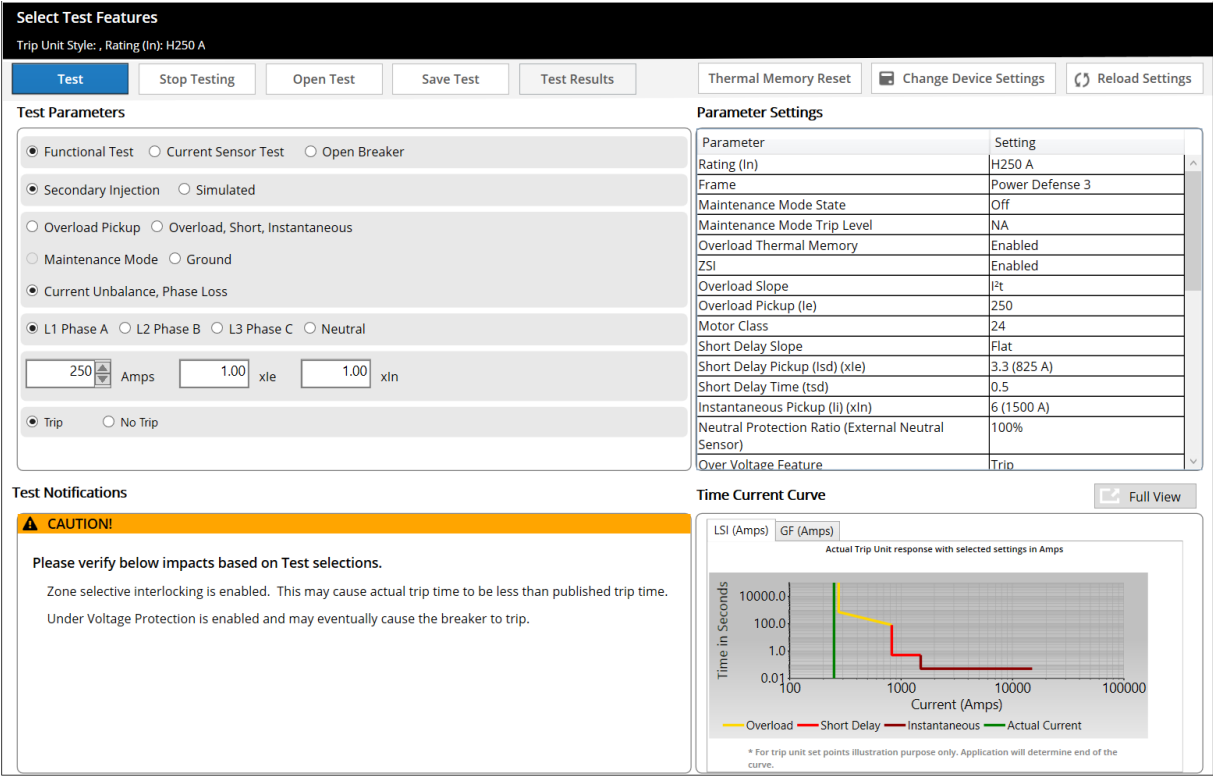 Select Test Features
Trip Unit Style: , Rating (In): H250 A
Test Stop Testing Open Test Save Test Test Results Thermal Memory Reset Change Device Settings Reload Settings
Test Parameters
Functional Test Current Sensor Test Open Breaker
Secondary Injection Simulated
Overload Pickup Overload, Short, Instantaneous
Maintenance Mode Ground
Current Unbalance, Phase Loss
L1 Phase A L2 Phase B L3 Phase C Neutral
250 Amps 1.00 xIe 1.00 xIn
Trip No Trip
Parameter Settings
Parameter Setting
Rating (In) H250 A
Frame Power Defense 3
Maintenance Mode State Off
Maintenance Mode Trip Level NA
Overload Thermal Memory Enabled
ZSI Enabled
Overload Slope I²t
Overload Pickup (Ie) 250
Motor Class 24
Short Delay Slope Flat
Short Delay Pickup (Isd) (xIe) 3.3 (825 A)
Short Delay Time (tsd) 0.5
Instantaneous Pickup (Ii) (xIn) 6 (1500 A)
Neutral Protection Ratio (External Neutral 100%
Sensor)
Over Voltage Feature Trip
Test Notifications
CAUTION!
Please verify below impacts based on Test selections.
Zone selective interlocking is enabled. This may cause actual trip time to be less than published trip time.
Under Voltage Protection is enabled and may eventually cause the breaker to trip.
Time Current Curve Full View
LSI (Amps) GF (Amps)
Actual Trip Unit response with selected settings in Amps
Time in Seconds
10000.0
100.0
1.0
0.01
100 1000 10000 100000
Current (Amps)
Overload Short Delay Instantaneous Actual Current
* For trip unit set points illustration purpose only. Application will determine end of the
curve.